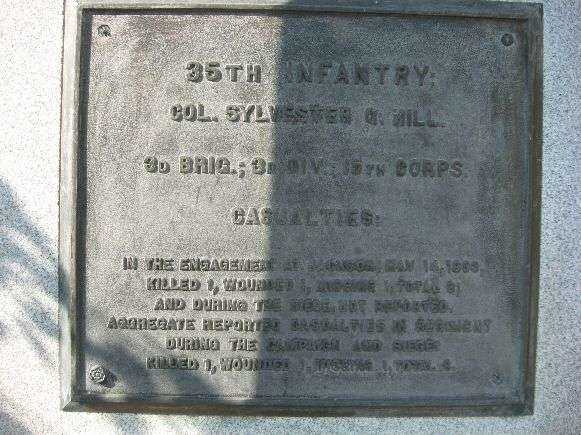 35TH INFANTRY;
COL. SYLVESTER G. HILL.
3D BRIG.; 3D DIV.; 15TH CORPS.
CASUALTIES:
IN THE ENGAGEMENT AT JACKSON, MAY 14, 1863,
KILLED 1, WOUNDED 1, MISSING 1, TOTAL 3;
AND DURING THE SIEGE, NOT REPORTED.
AGGREGATE REPORTED CASUALTIES IN REGIMENT
DURING THE CAMPAIGN AND SIEGE:
KILLED 1, WOUNDED 1, MISSING 1, TOTAL 3.